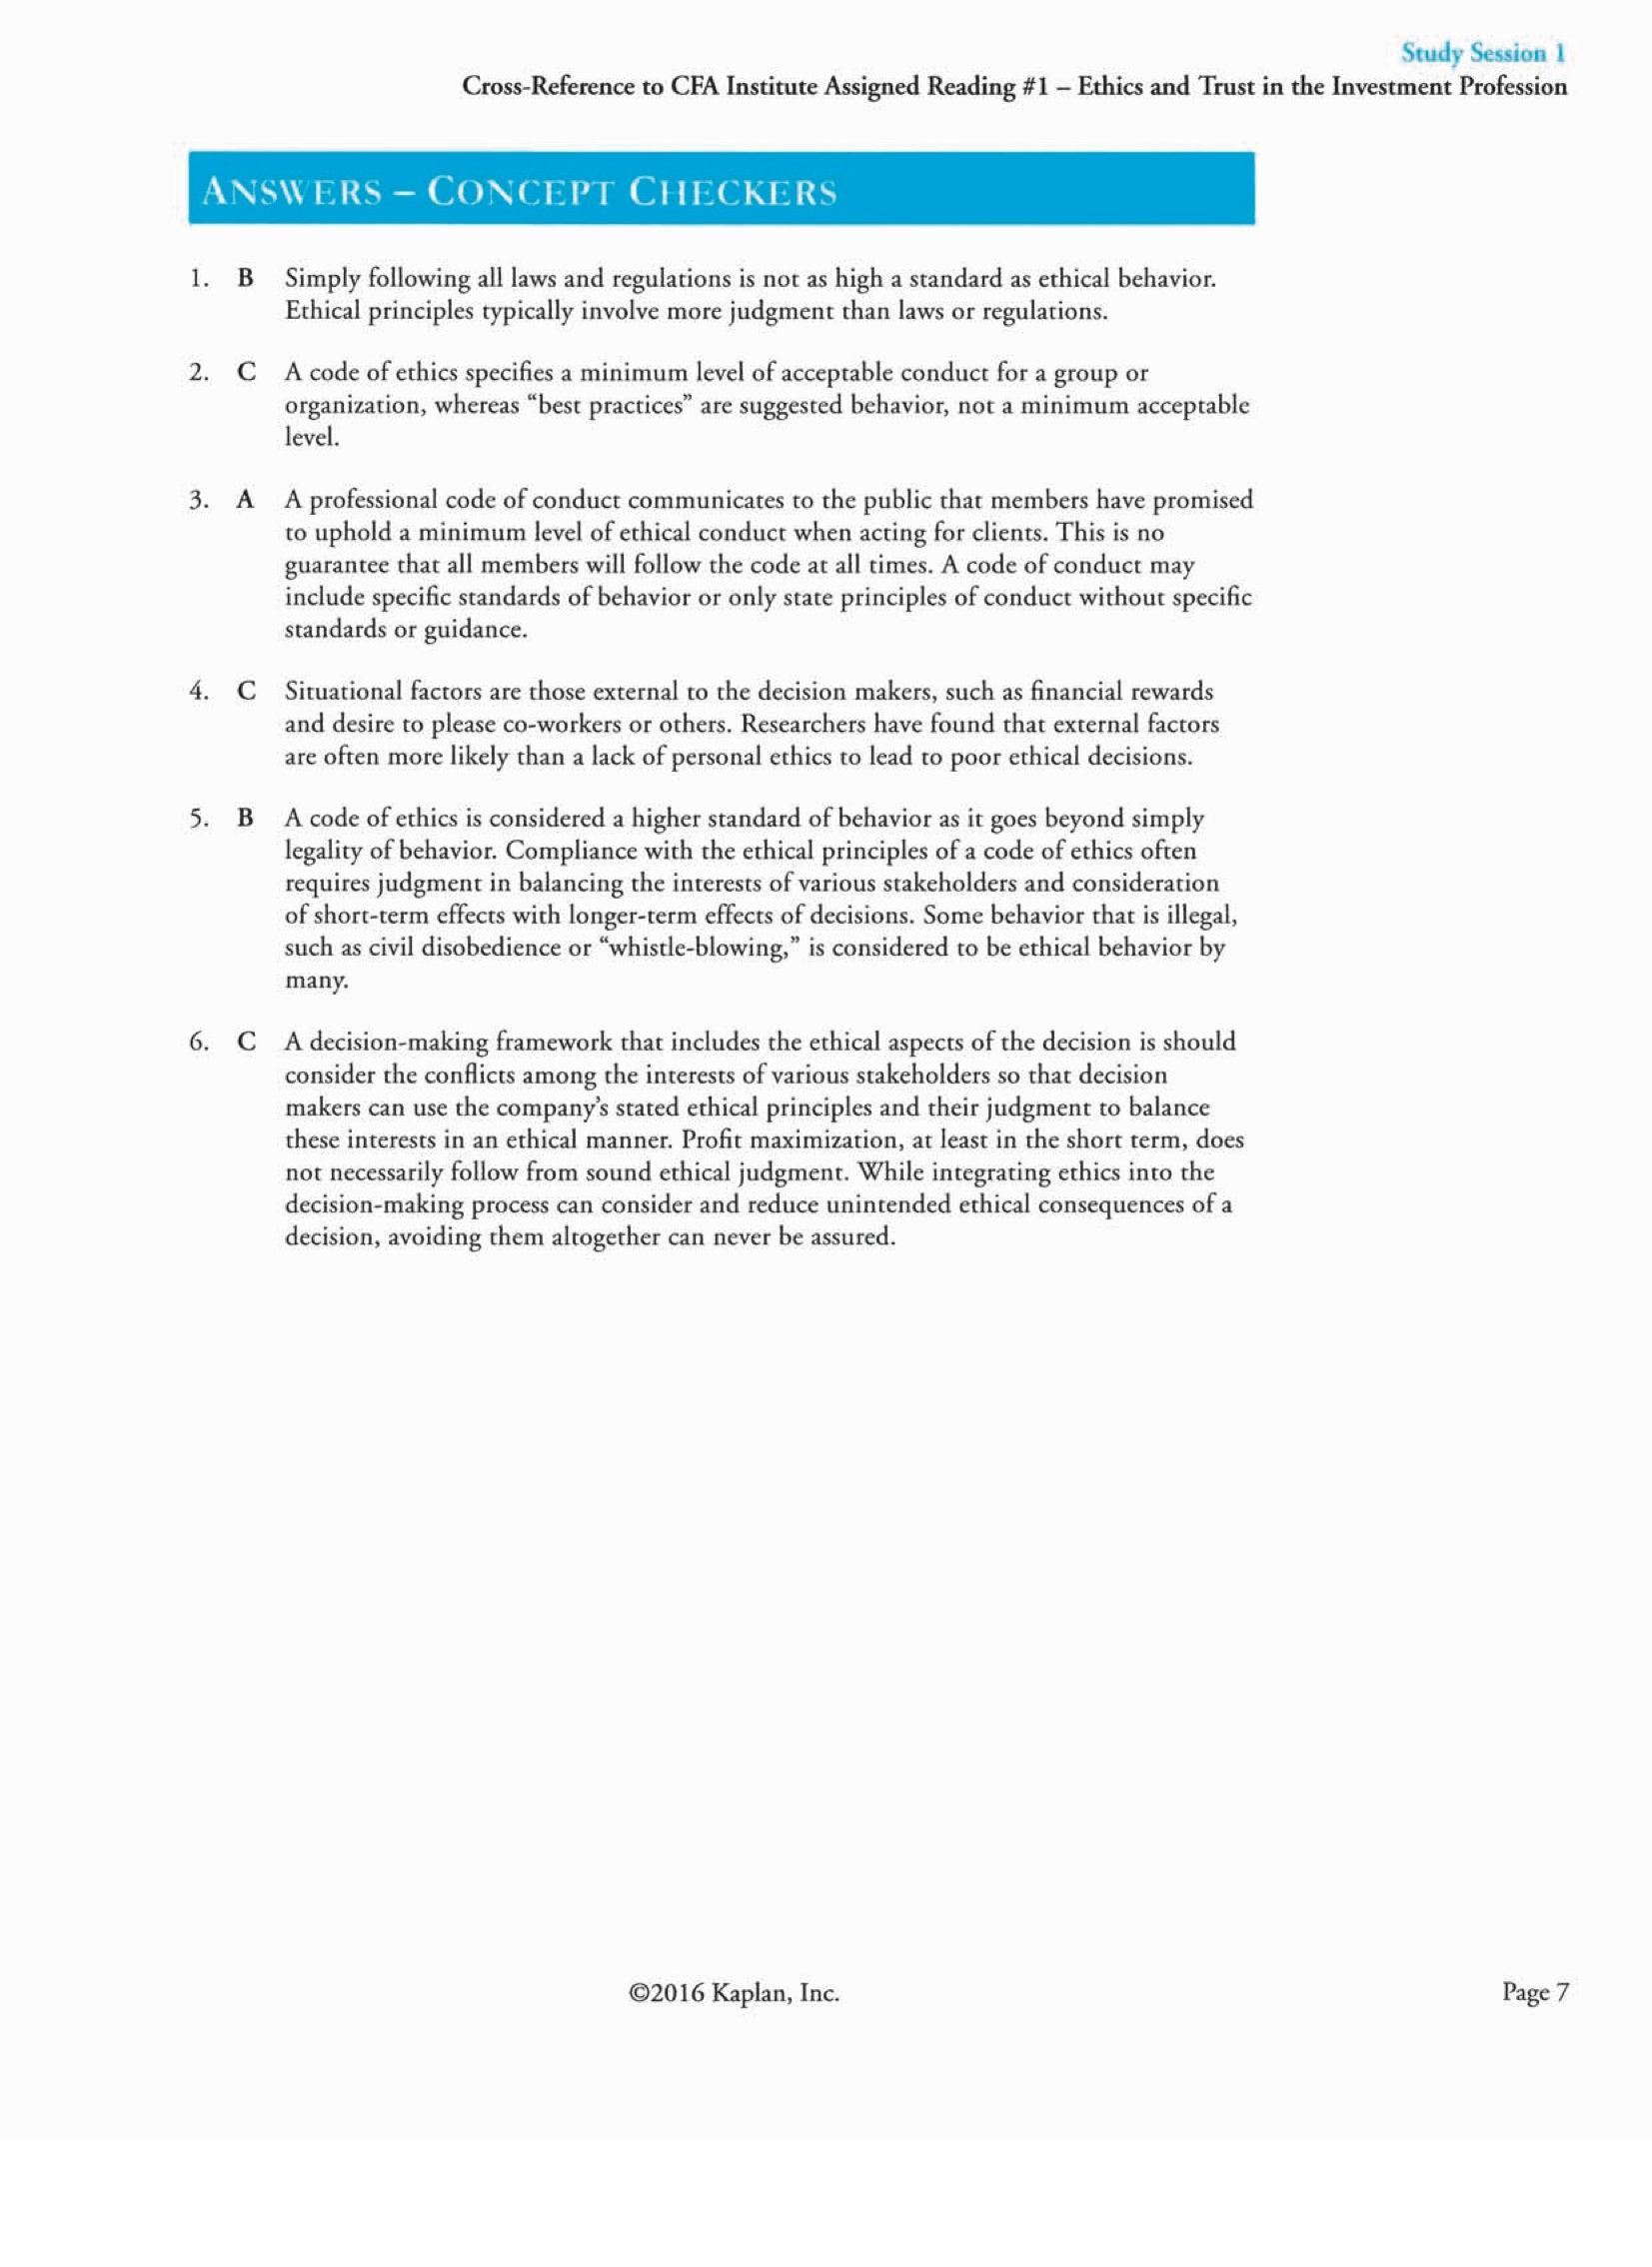 Study Session 1
Cross-Reference to CFA Institute Assigned Reading #1 – Ethics and Trust in the Investment Profession
ANSWERS – CONCEPT CHECKERS
1. B Simply following all laws and regulations is not as high a standard as ethical behavior.
Ethical principles typically involve more judgment than laws or regulations.
2. C A code of ethics specifies a minimum level of acceptable conduct for a group or
organization, whereas “best practices” are suggested behavior, not a minimum acceptable
level.
3. A A professional code of conduct communicates to the public that members have promised
to uphold a minimum level of ethical conduct when acting for clients. This is no
guarantee that all members will follow the code at all times. A code of conduct may
include specific standards of behavior or only state principles of conduct without specific
standards or guidance.
4. C Situational factors are those external to the decision makers, such as financial rewards
and desire to please co-workers or others. Researchers have found that external factors
are often more likely than a lack of personal ethics to lead to poor ethical decisions.
5. B A code of ethics is considered a higher standard of behavior as it goes beyond simply
legality of behavior. Compliance with the ethical principles of a code of ethics often
requires judgment in balancing the interests of various stakeholders and consideration
of short-term effects with longer-term effects of decisions. Some behavior that is illegal,
such as civil disobedience or “whistle-blowing,” is considered to be ethical behavior by
many.
6. C A decision-making framework that includes the ethical aspects of the decision is should
consider the conflicts among the interests of various stakeholders so that decision
makers can use the company’s stated ethical principles and their judgment to balance
these interests in an ethical manner. Profit maximization, at least in the short term, does
not necessarily follow from sound ethical judgment. While integrating ethics into the
decision-making process can consider and reduce unintended ethical consequences of a
decision, avoiding them altogether can never be assured.
©2016 Kaplan, Inc.
Page 7